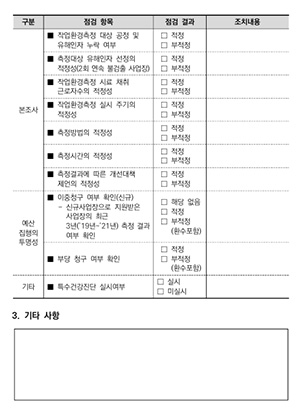 구분 점검 항목 점검 결과 조치내용
본조사
■ 작업환경측정 대상 공정 및
유해인자 누락 여부
□ 적정
□ 부적정
■ 측정대상 유해인자 선정의
적정성(2회 연속 불검출 사업장)
□ 적정
□ 부적정
■ 작업환경측정 시료 채취
근로자수의 적정성
□ 적정
□ 부적정
■ 작업환경측정 실시 주기의
적정성
□ 적정
□ 부적정
■ 측정방법의 적정성
□ 적정
□ 부적정
■ 측정시간의 적정성
□ 적정
□ 부적정
■ 측정결과에 따른 개선대책
제언의 적정성
□ 적정
□ 부적정
예산
집행의
투명성
■ 이중청구 여부 확인(신규)
- 신규사업장으로 지원받은
사업장의 최근
3년('19년~'21년) 측정 결과
여부 확인
□ 해당 없음
□ 적정
□ 부적정
(환수포함)
■ 부당 청구 여부 확인
□ 적정
□ 부적정
(환수포함)
기타
■ 특수건강진단 실시여부
□ 실시
□ 미실시
3. 기타 사항